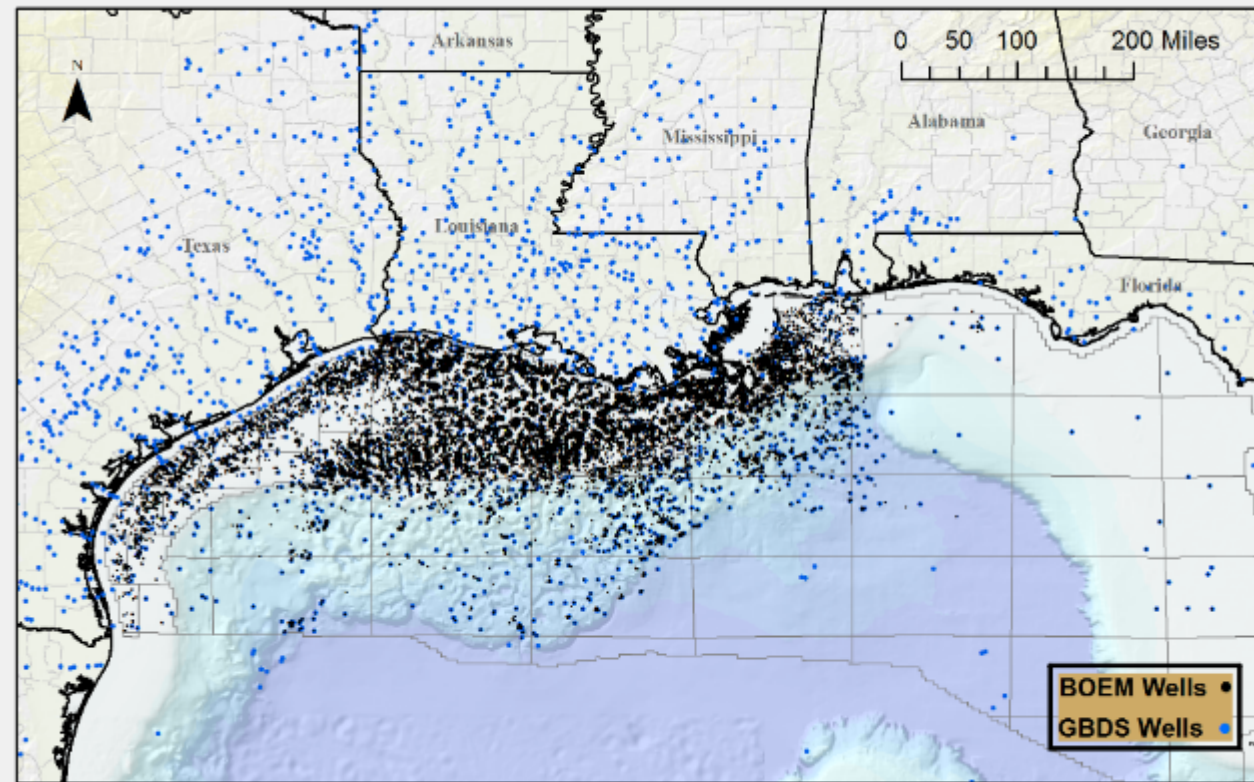 Arkansas
0 50 100 200 Miles
N
Mississippi
Alabama
Georgia
Texas
Louisiana
Florida
BOEM Wells
GBDS Wells